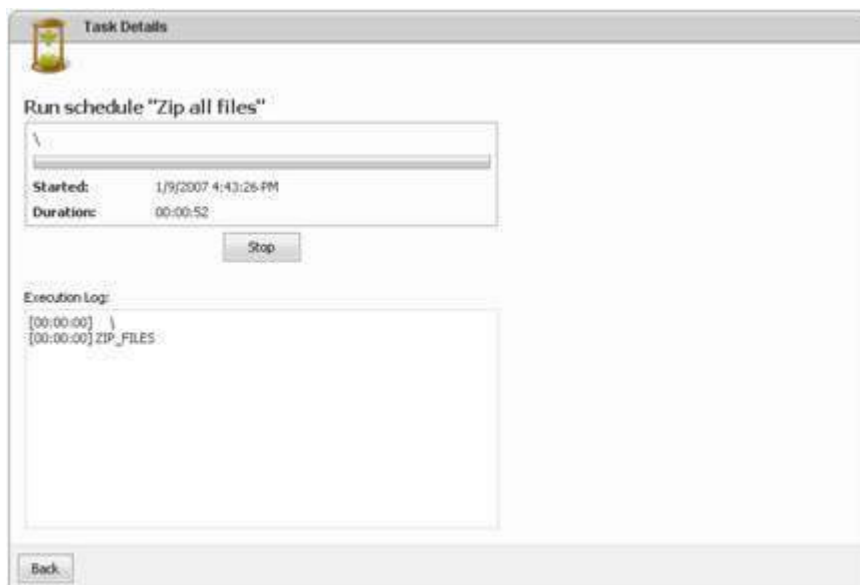 Task Details
Run schedule "Zip all files"
\
Started: 1/9/2007 4:43:26 PM
Duration: 00:00:52
Stop
Execution Log:
[00:00:00] \
[00:00:00] ZIP_FILES
Back